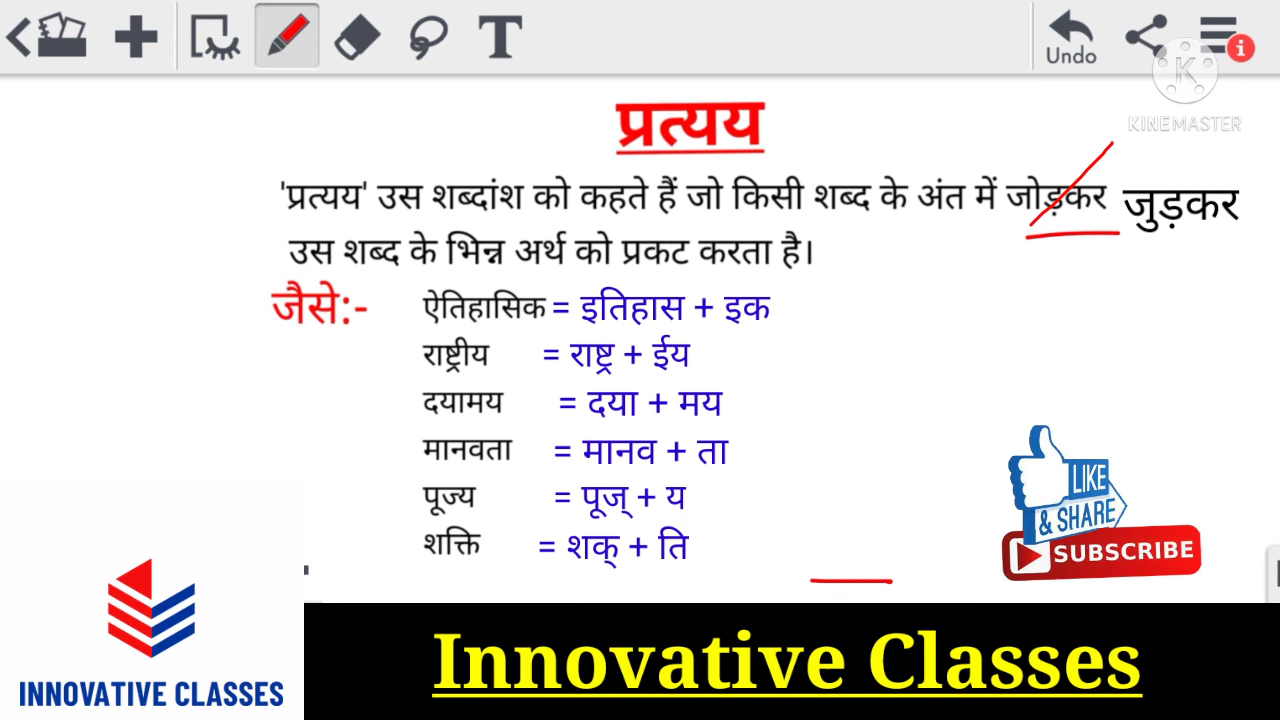 Undo
i
K
KINEMASTER
प्रत्यय
'प्रत्यय' उस शब्दांश को कहते हैं जो किसी शब्द के अंत में जोड़कर जुड़कर
उस शब्द के भिन्न अर्थ को प्रकट करता है।
जैसे:- ऐतिहासिक = इतिहास + इक
राष्ट्रीय = राष्ट्र + ईय
दयामय = दया + मय
मानवता = मानव + ता
पूज्य = पूज् + य
शक्ति = शक् + ति
LIKE
& SHARE
SUBSCRIBE
INNOVATIVE CLASSES
Innovative Classes